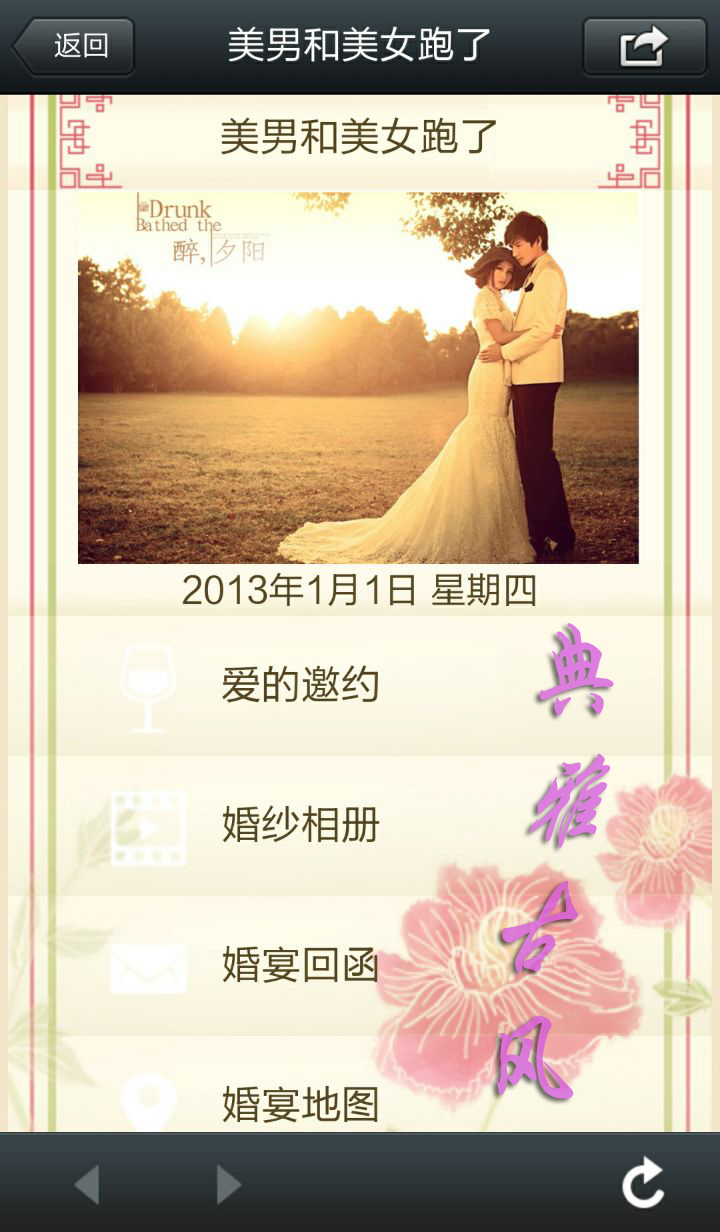 返回
美男和美女跑了
美男和美女跑了
Drunk
Bathed the
醉,夕阳
2013年1月1日 星期四
爱的邀约
婚纱相册
婚宴回函
婚宴地图
典雅古风